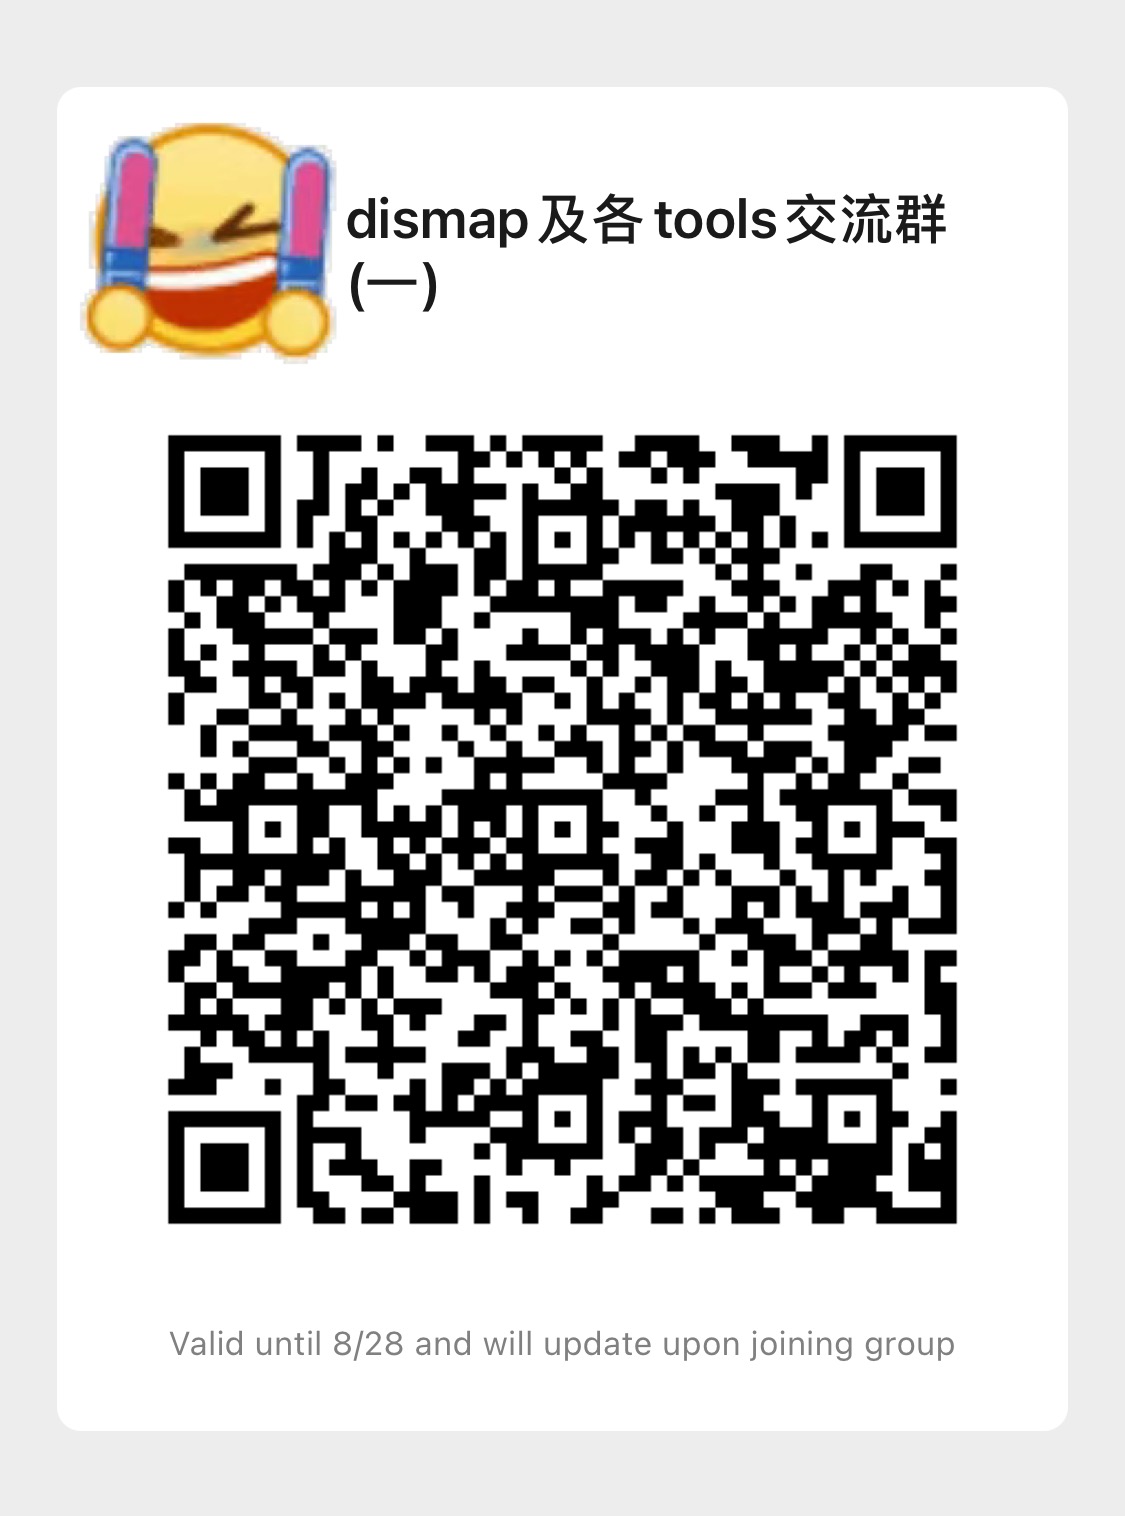 dismap及各tools交流群
(一)
Valid until 8/28 and will update upon joining group